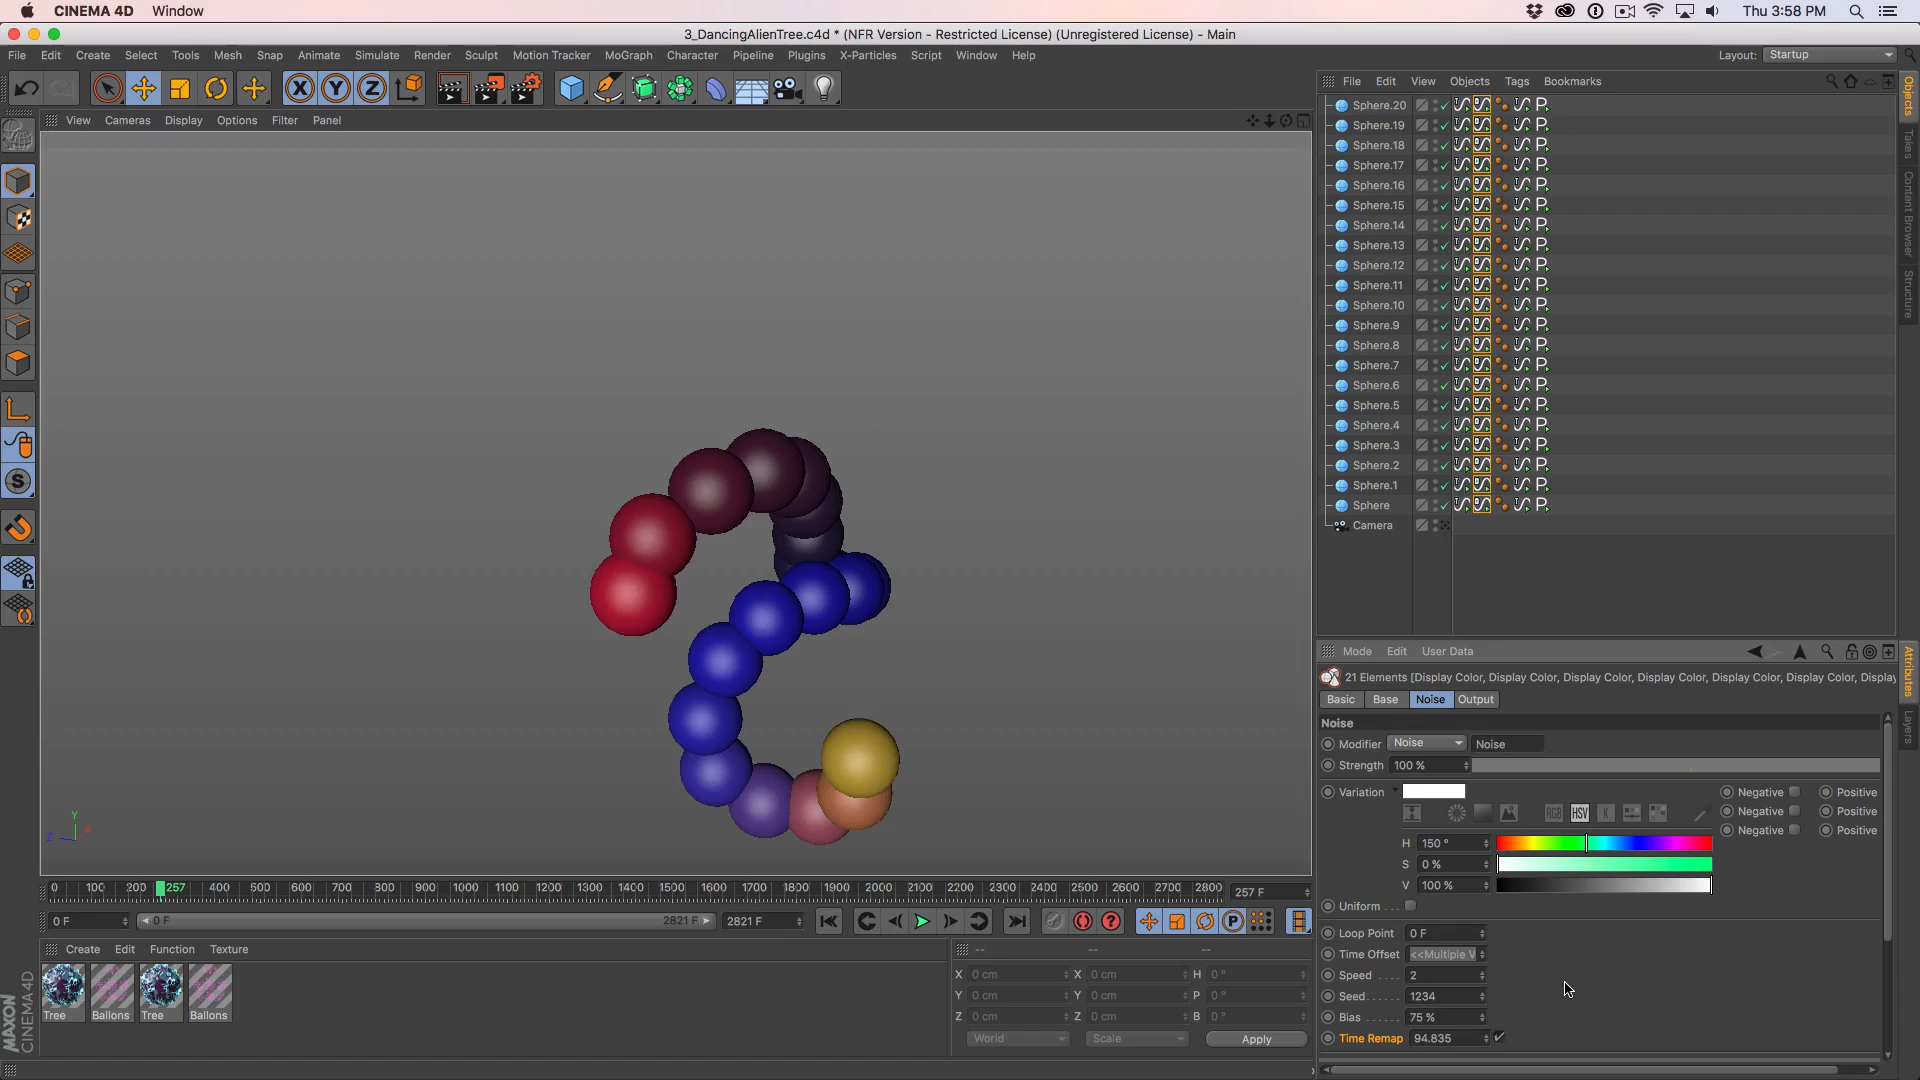 CINEMA 4D Window Thu 3:58 PM
3_DancingAlienTree.c4d * (NFR Version - Restricted License) (Unregistered License) - Main
File Edit Create Select Tools Mesh Snap Animate Simulate Render Sculpt Motion Tracker MoGraph Character Pipeline Plugins X-Particles Script Window Help Layout: Startup
X Y Z
File Edit View Objects Tags Bookmarks
View Cameras Display Options Filter Panel
Sphere.20
Sphere.19
Sphere.18
Sphere.17
Sphere.16
Sphere.15
Sphere.14
Sphere.13
Sphere.12
Sphere.11
Sphere.10
Sphere.9
Sphere.8
Sphere.7
Sphere.6
Sphere.5
Sphere.4
Sphere.3
Sphere.2
Sphere.1
Sphere
Camera
Objects
Takes
Content Browser
Structure
Mode Edit User Data
21 Elements [Display Color, Display Color, Display Color, Display Color, Display Color, Display Color, Display
Basic Base Noise Output
Noise
Modifier Noise Noise
Strength 100 %
Variation Negative Positive
RGB HSV K Negative Positive
Negative Positive
H 150 °
S 0 %
V 100 %
Uniform . . .
Loop Point 0 F
Time Offset <<Multiple V
Speed . . . . 2
Seed. . . . . . 1234
Bias . . . . . . 75 %
Time Remap 94.835
Attributes
Layers
Y
Z X
0 100 200 257 400 500 600 700 800 900 1000 1100 1200 1300 1400 1500 1600 1700 1800 1900 2000 2100 2200 2300 2400 2500 2600 2700 2800 257 F
0 F 0 F 2821 F 2821 F
Create Edit Function Texture
Tree Ballons Tree Ballons
-- -- --
X 0 cm X 0 cm H 0 °
Y 0 cm Y 0 cm P 0 °
Z 0 cm Z 0 cm B 0 °
World Scale Apply
MAXON
CINEMA 4D